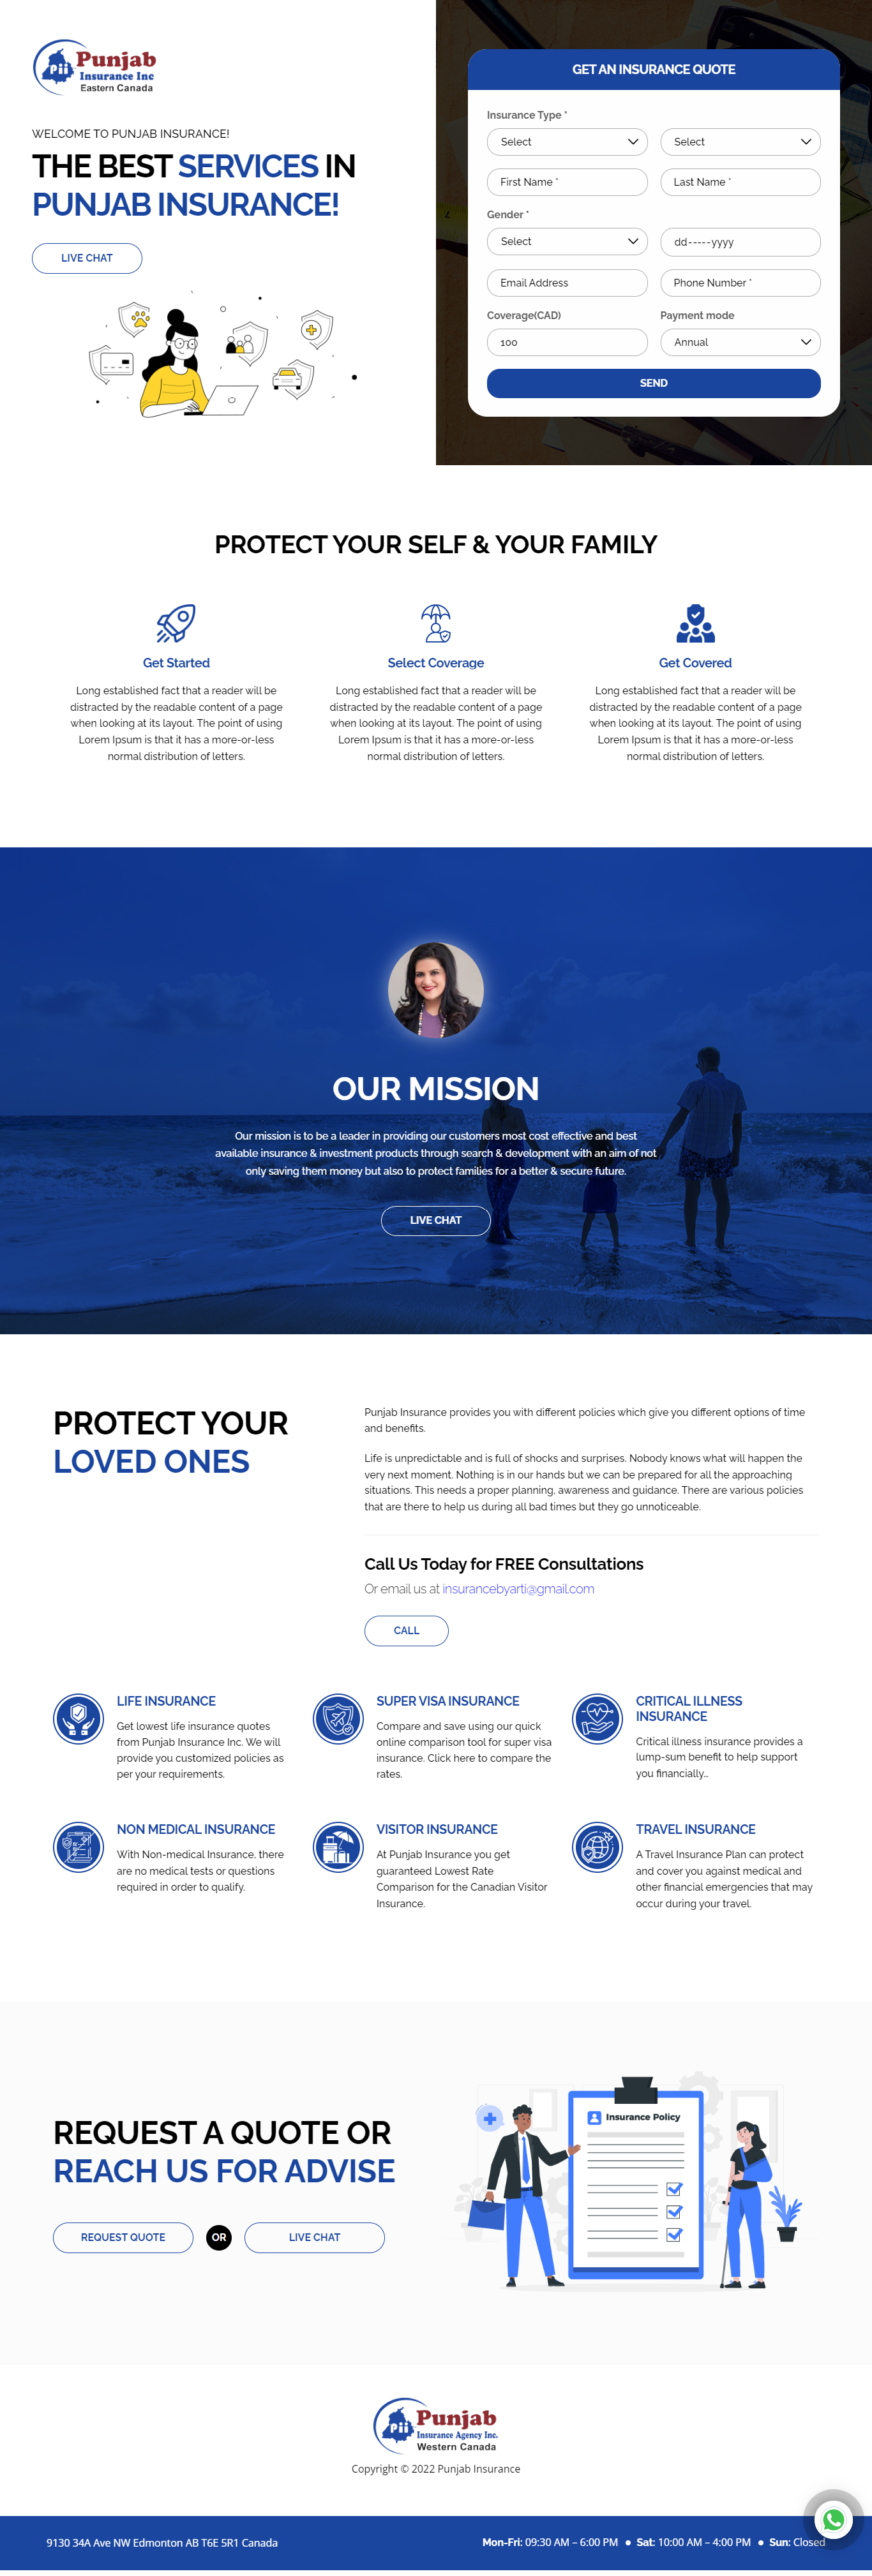 Pii Punjab
Insurance Inc
Eastern Canada
WELCOME TO PUNJAB INSURANCE!
THE BEST SERVICES IN
PUNJAB INSURANCE!
LIVE CHAT
GET AN INSURANCE QUOTE
Insurance Type *
Select
Select
First Name *
Last Name *
Gender *
Select
dd-----yyyy
Email Address
Phone Number *
Coverage(CAD)
Payment mode
100
Annual
SEND
PROTECT YOUR SELF & YOUR FAMILY
Get Started
Long established fact that a reader will be
distracted by the readable content of a page
when looking at its layout. The point of using
Lorem Ipsum is that it has a more-or-less
normal distribution of letters.
Select Coverage
Long established fact that a reader will be
distracted by the readable content of a page
when looking at its layout. The point of using
Lorem Ipsum is that it has a more-or-less
normal distribution of letters.
Get Covered
Long established fact that a reader will be
distracted by the readable content of a page
when looking at its layout. The point of using
Lorem Ipsum is that it has a more-or-less
normal distribution of letters.
OUR MISSION
Our mission is to be a leader in providing our customers most cost effective and best
available insurance & investment products through search & development with an aim of not
only saving them money but also to protect families for a better & secure future.
LIVE CHAT
PROTECT YOUR
LOVED ONES
Punjab Insurance provides you with different policies which give you different options of time
and benefits.
Life is unpredictable and is full of shocks and surprises. Nobody knows what will happen the
very next moment. Nothing is in our hands but we can be prepared for all the approaching
situations. This needs a proper planning, awareness and guidance. There are various policies
that are there to help us during all bad times but they go unnoticeable.
Call Us Today for FREE Consultations
Or email us at insurancebyarti@gmail.com
CALL
LIFE INSURANCE
Get lowest life insurance quotes
from Punjab Insurance Inc. We will
provide you customized policies as
per your requirements.
SUPER VISA INSURANCE
Compare and save using our quick
online comparison tool for super visa
insurance. Click here to compare the
rates.
CRITICAL ILLNESS
INSURANCE
Critical illness insurance provides a
lump-sum benefit to help support
you financially...
NON MEDICAL INSURANCE
With Non-medical Insurance, there
are no medical tests or questions
required in order to qualify.
VISITOR INSURANCE
At Punjab Insurance you get
guaranteed Lowest Rate
Comparison for the Canadian Visitor
Insurance.
TRAVEL INSURANCE
A Travel Insurance Plan can protect
and cover you against medical and
other financial emergencies that may
occur during your travel.
REQUEST A QUOTE OR
REACH US FOR ADVISE
REQUEST QUOTE
OR
LIVE CHAT
Insurance Policy
Pii Punjab
Insurance Agency Inc.
Western Canada
Copyright © 2022 Punjab Insurance
9130 34A Ave NW Edmonton AB T6E 5R1 Canada
Mon-Fri: 09:30 AM – 6:00 PM ● Sat: 10:00 AM – 4:00 PM ● Sun: Closed